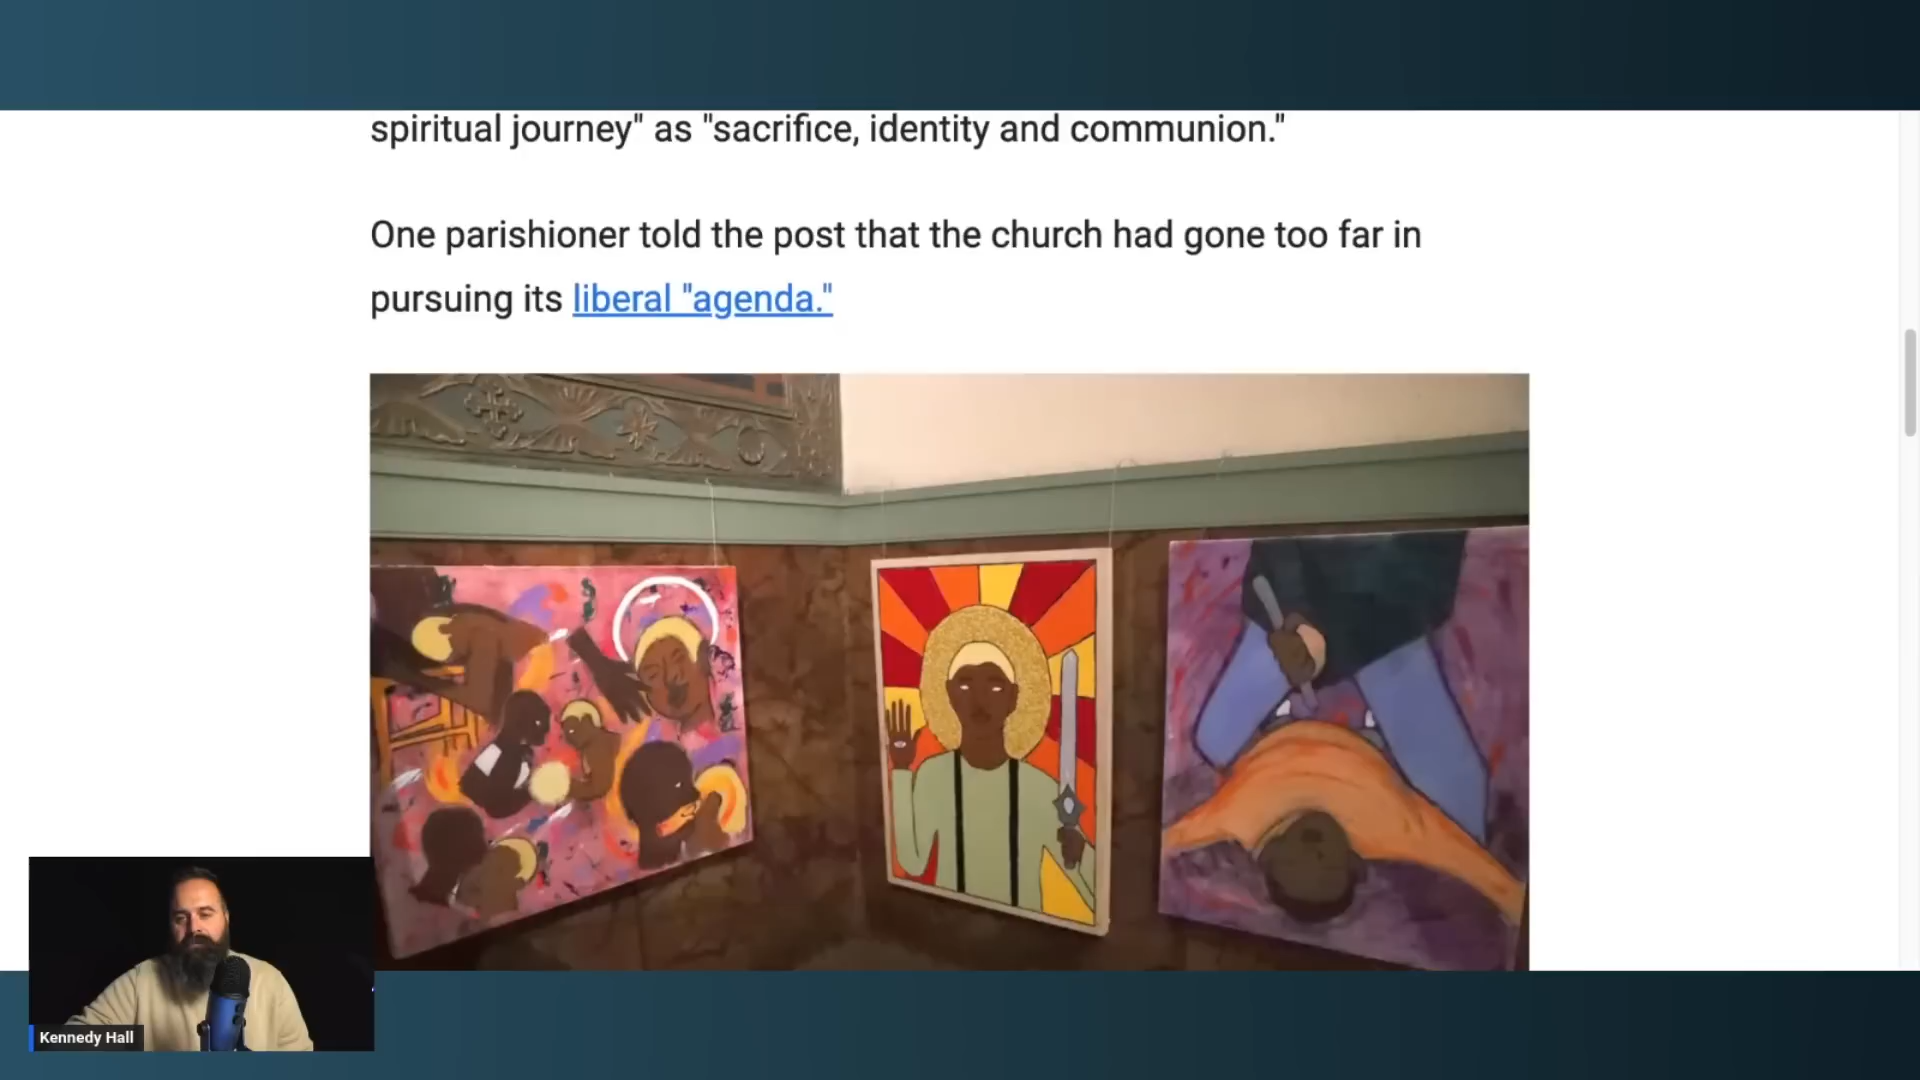 spiritual journey" as "sacrifice, identity and communion."
One parishioner told the post that the church had gone too far in
pursuing its liberal "agenda."
Kennedy Hall